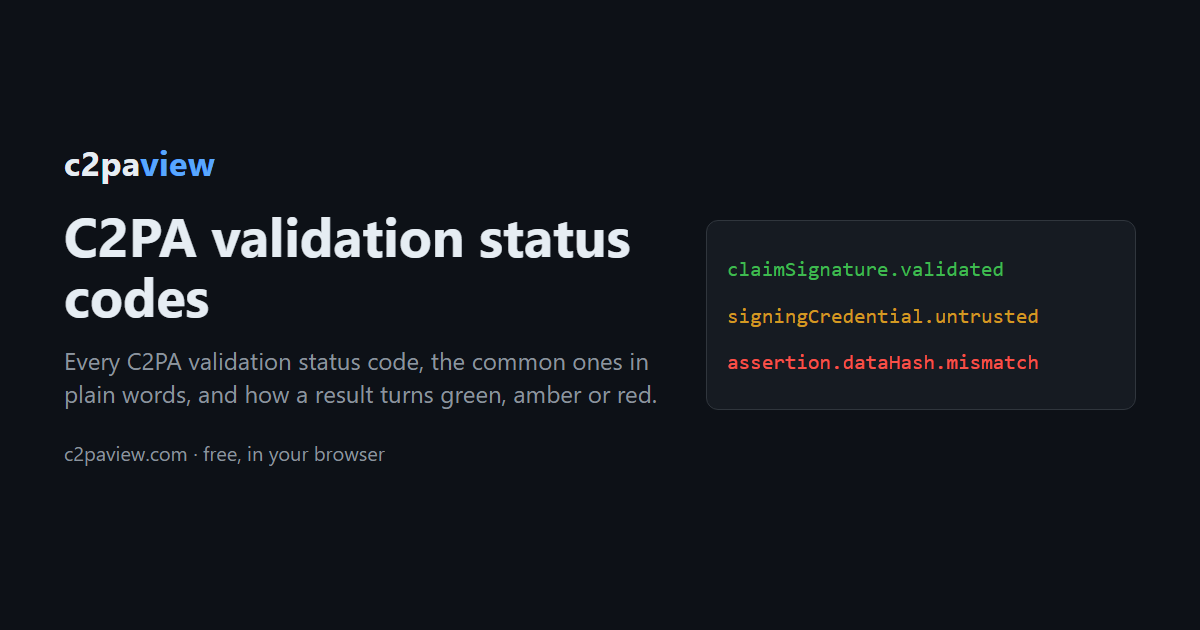 c2paview
C2PA validation status
codes
Every C2PA validation status code, the common ones in
plain words, and how a result turns green, amber or red.
c2paview.com · free, in your browser
claimSignature.validated
signingCredential.untrusted
assertion.dataHash.mismatch